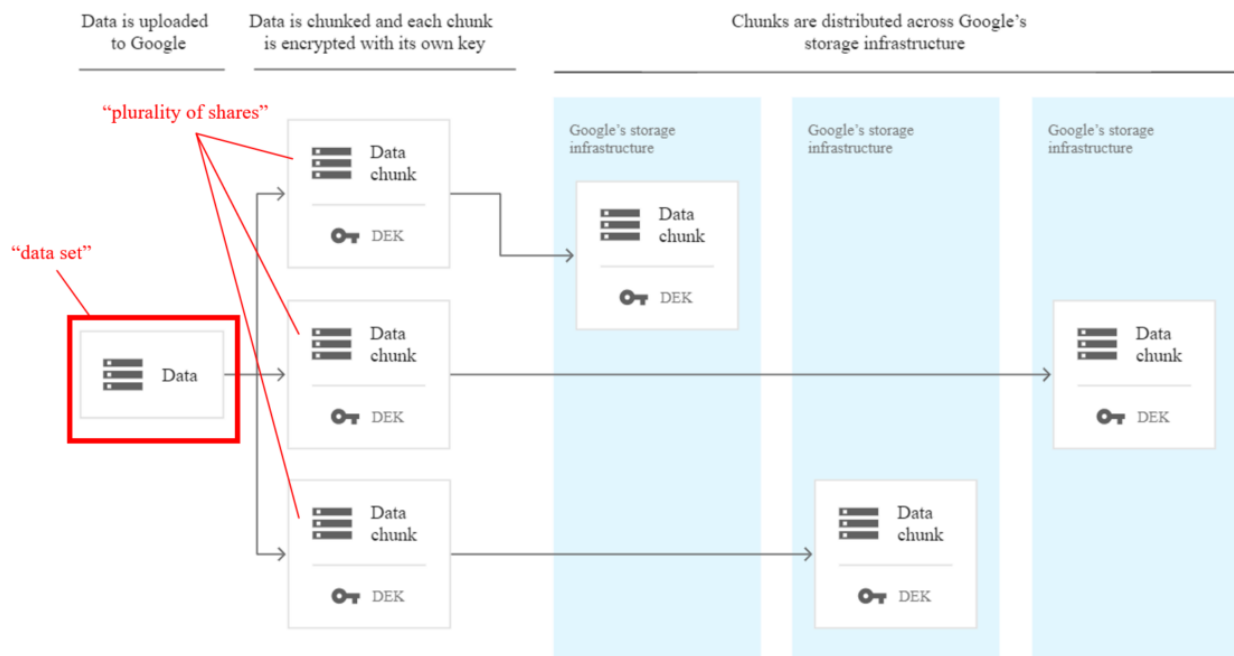 Data is uploaded
to Google
Data is chunked and each chunk
is encrypted with its own key
Chunks are distributed across Google's
storage infrastructure
“plurality of shares”
“data set”
Data
Data
chunk
DEK
Data
chunk
DEK
Data
chunk
DEK
Google's storage
infrastructure
Data
chunk
DEK
Google's storage
infrastructure
Data
chunk
DEK
Google's storage
infrastructure
Data
chunk
DEK